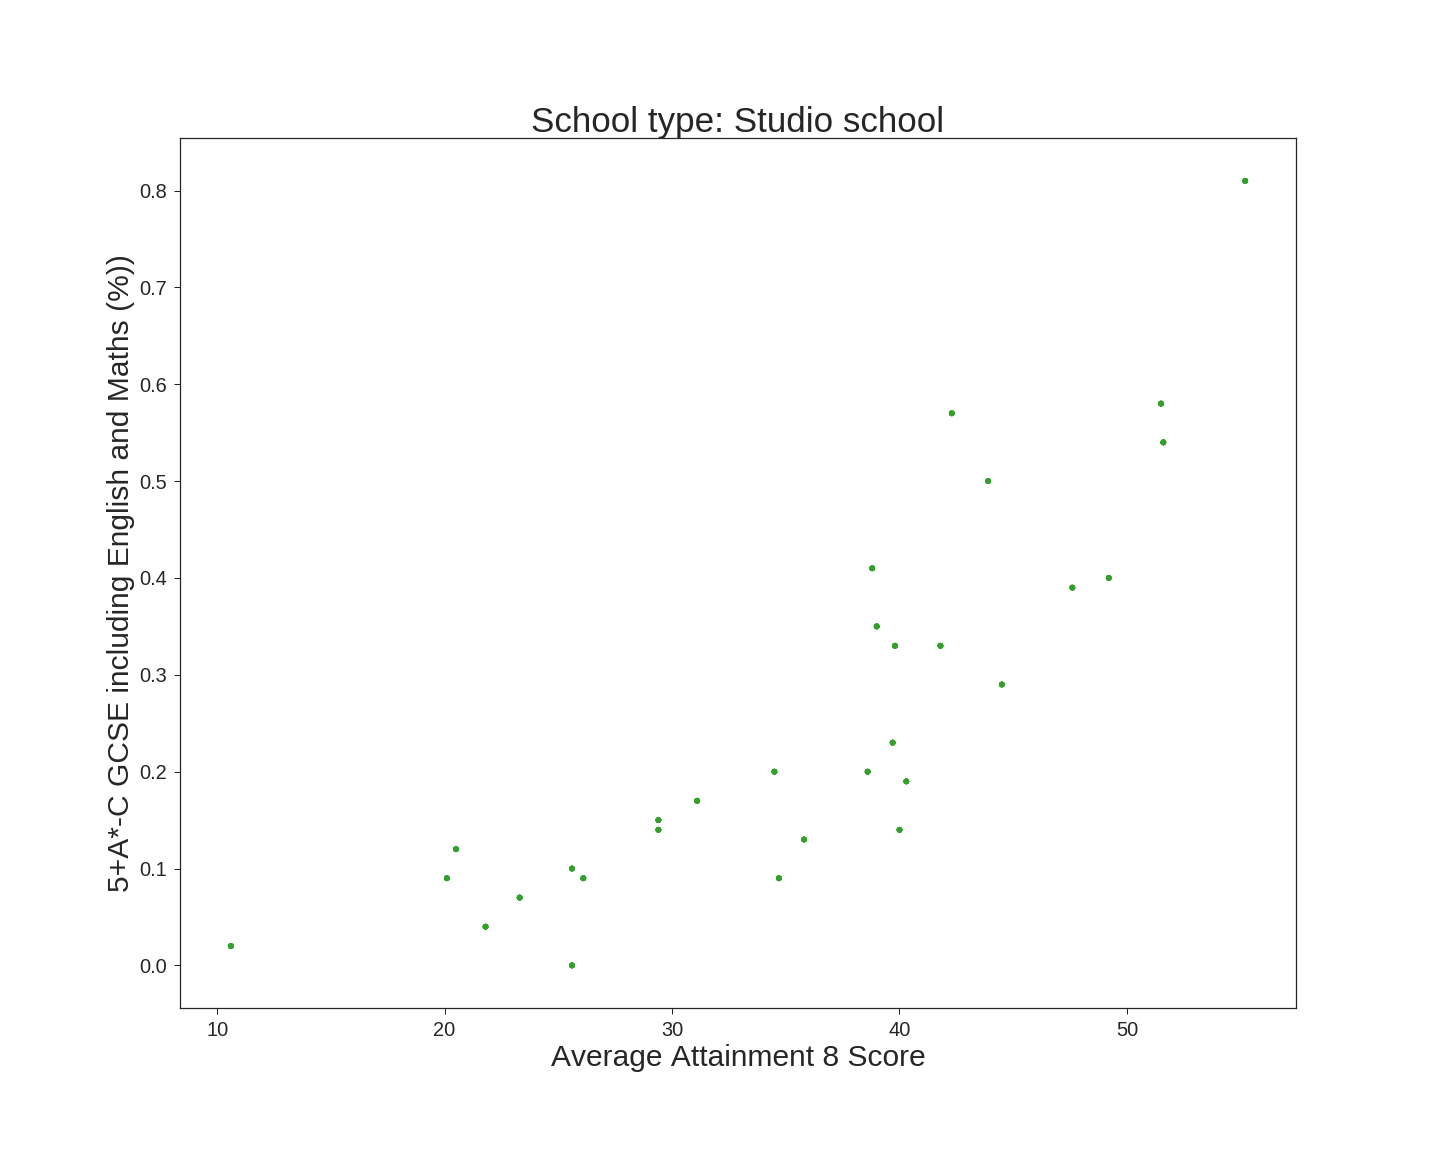 School type: Studio school
5+A*-C GCSE including English and Maths (%))
0.8
0.7
0.6
0.5
0.4
0.3
0.2
0.1
0.0
10 20 30 40 50
Average Attainment 8 Score